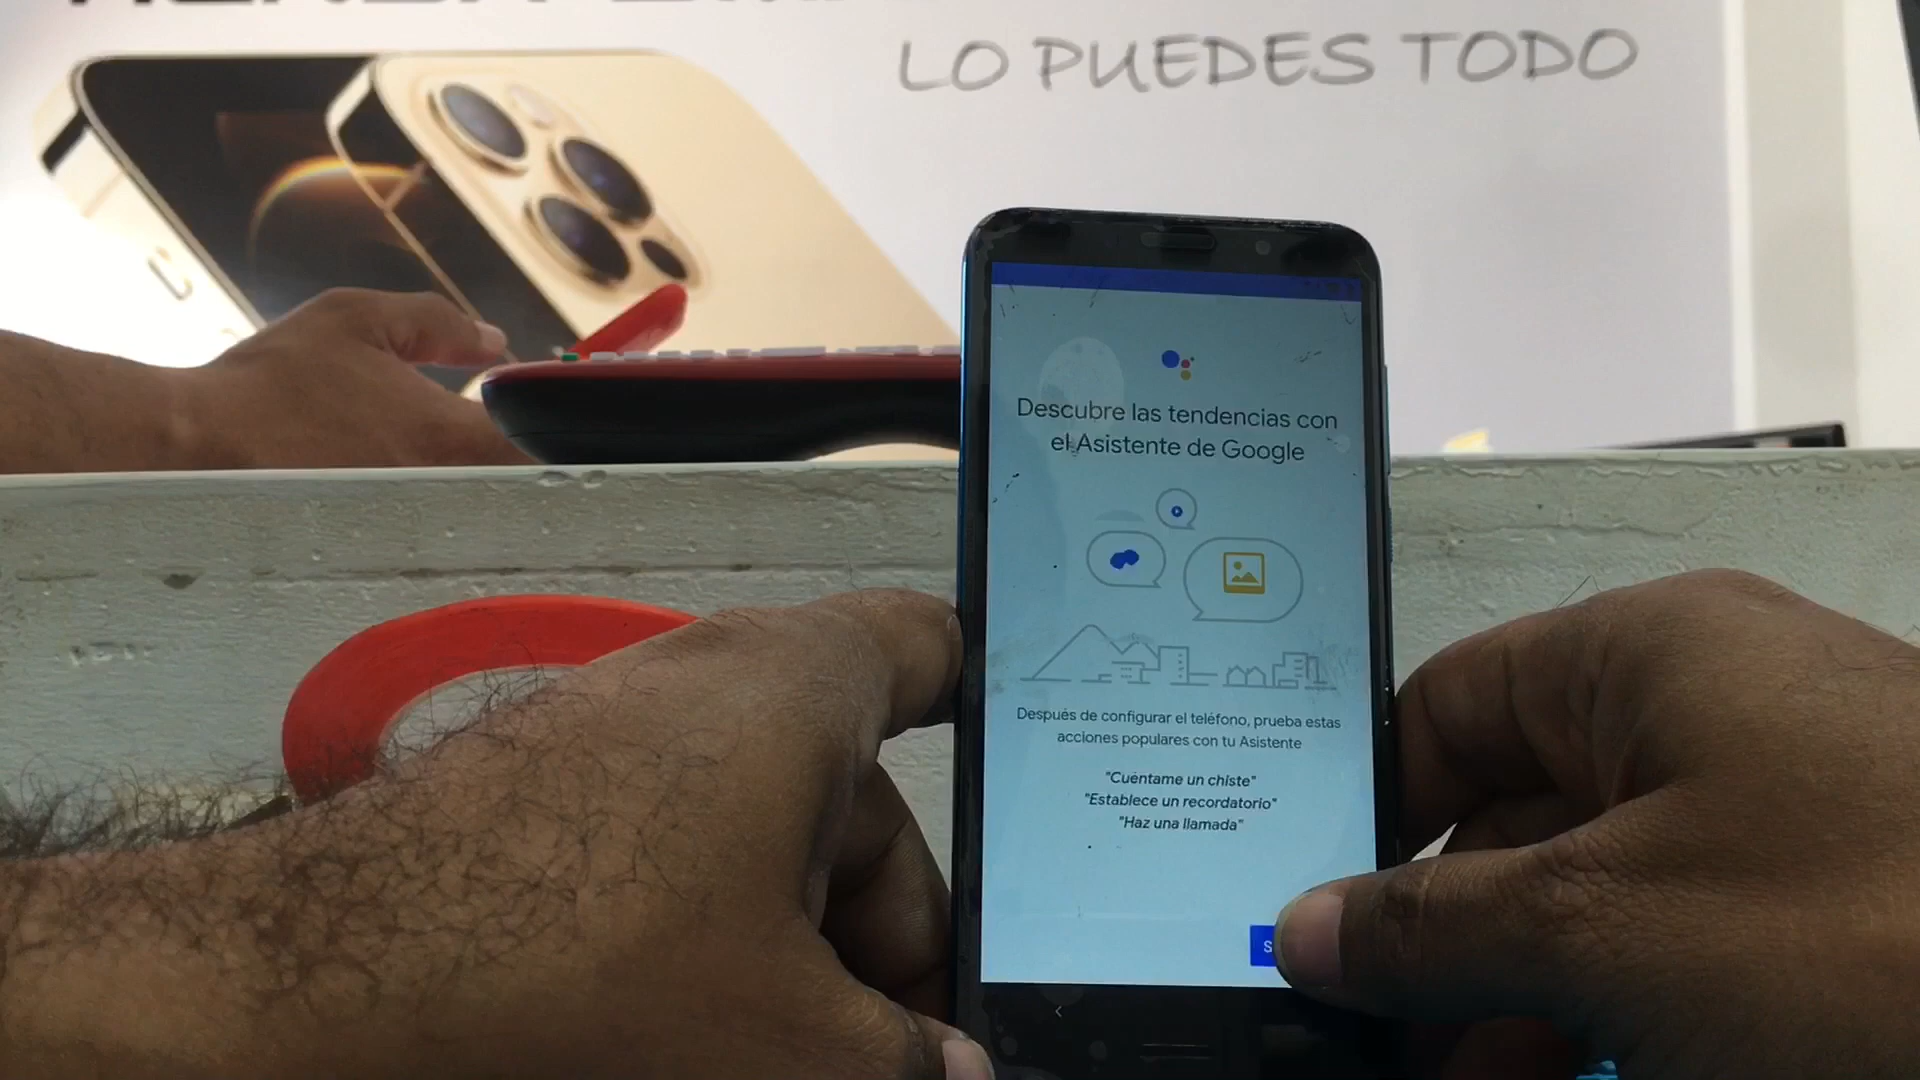 LO PUEDES TODO
Descubre las tendencias con
el Asistente de Google
Después de configurar el teléfono, prueba estas
acciones populares con tu Asistente
"Cuéntame un chiste"
"Establece un recordatorio"
"Haz una llamada"
S